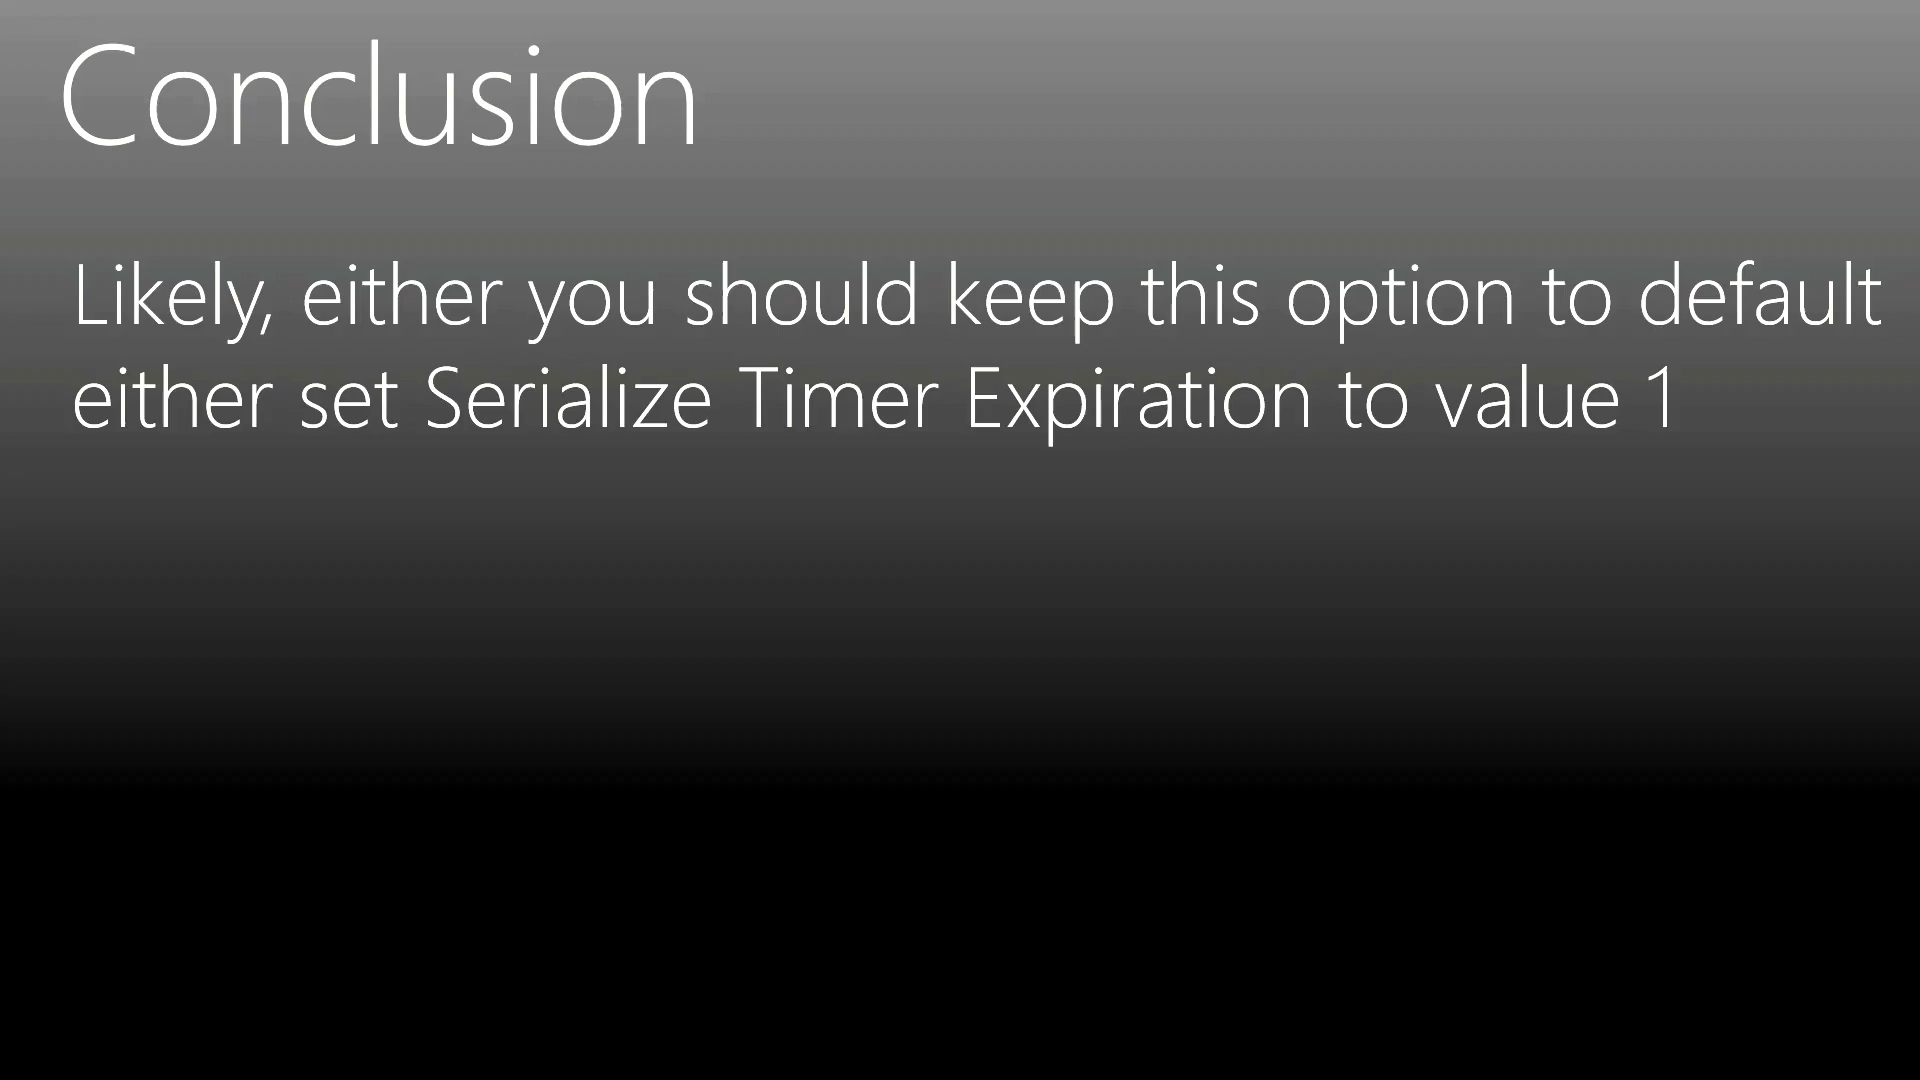 Conclusion
Likely, either you should keep this option to default
either set Serialize Timer Expiration to value 1